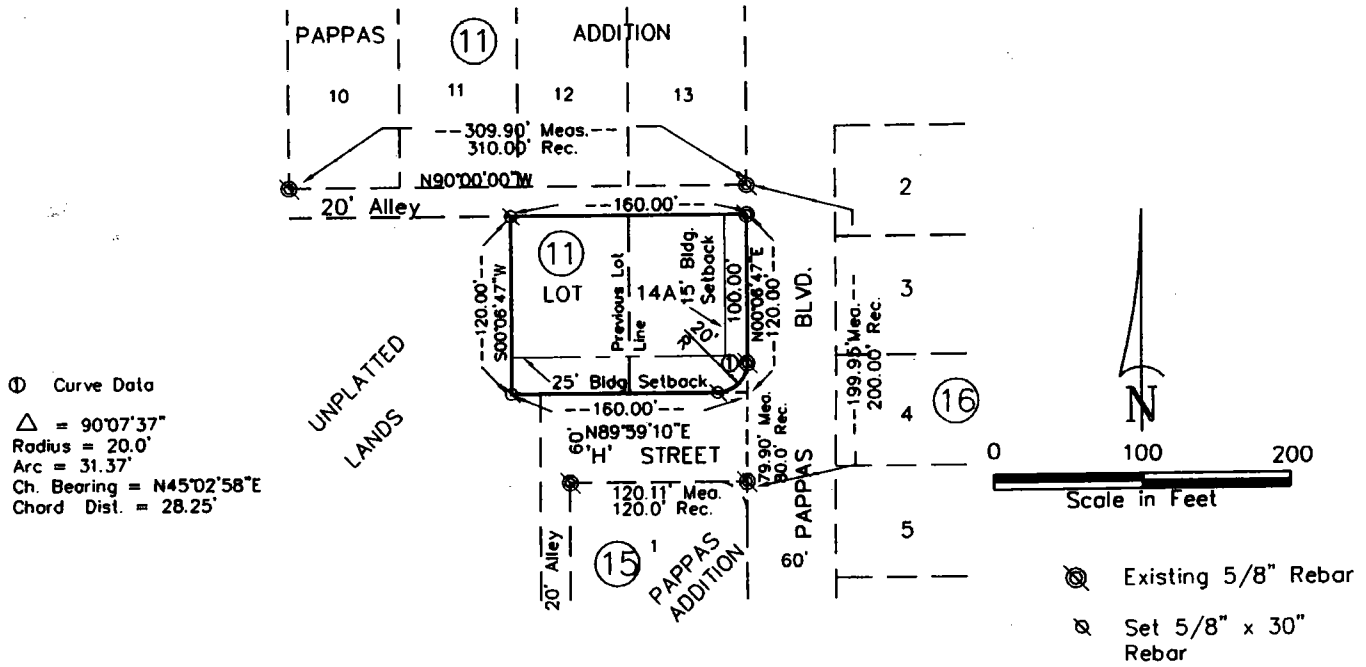 PAPPAS
11
ADDITION
10
11
12
13
--309.90' Meas.--
310.00' Rec.
N90°00'00"W
20' Alley
--160.00'--
2
3
4
5
16
11
LOT
14A
Previous Lot
Line
15' Bldg.
Setback
100.00'
N00°06'47"E
--120.00'--
BLVD.
--120.00'--
S00°06'47"W
20'
R
1
25' Bldg. Setback
--160.00'--
N89°59'10"E
60'
'H' STREET
79.90' Mea.
80.0' Rec.
--199.95' Mea.
200.00' Rec.
120.11' Mea.
120.0' Rec.
UNPLATTED
LANDS
20' Alley
15
1
PAPPAS
ADDITION
60'
PAPPAS
1 Curve Data
△ = 90°07'37"
Radius = 20.0'
Arc = 31.37'
Ch. Bearing = N45°02'58"E
Chord Dist. = 28.25'
N
0 100 200
Scale in Feet
Existing 5/8" Rebar
Set 5/8" x 30"
Rebar